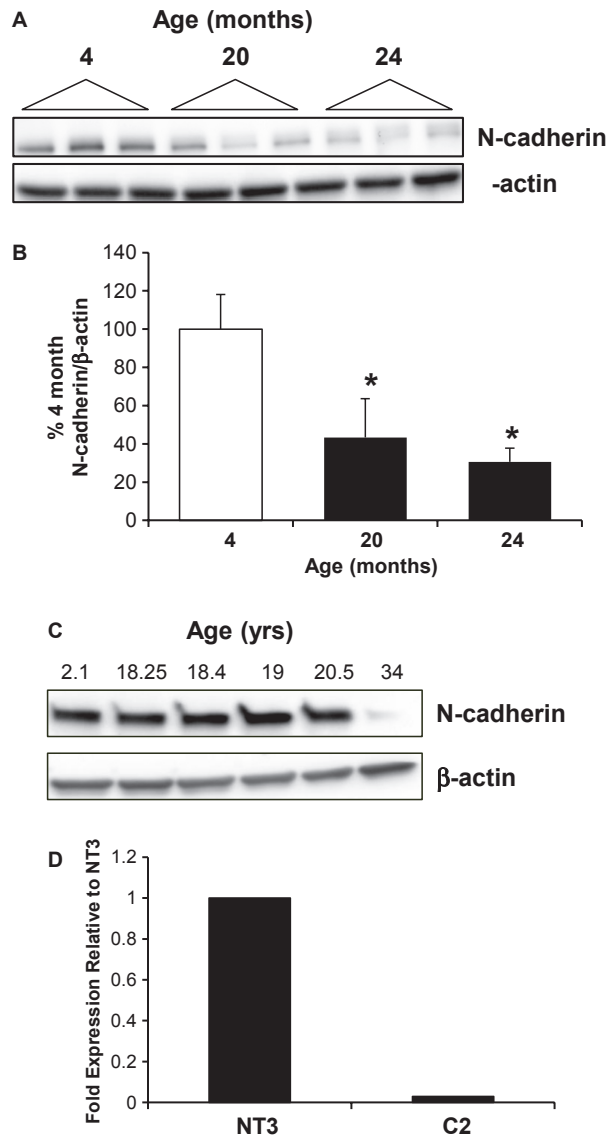 A Age (months)
4 20 24
N-cadherin
-actin
B
% 4 month
N-cadherin/β-actin
140
120
100
80
60
40
20
0
* *
4 20 24
Age (months)
C Age (yrs)
2.1 18.25 18.4 19 20.5 34
N-cadherin
β-actin
D
Fold Expression Relative to NT3
1.2
1
0.8
0.6
0.4
0.2
0
NT3 C2